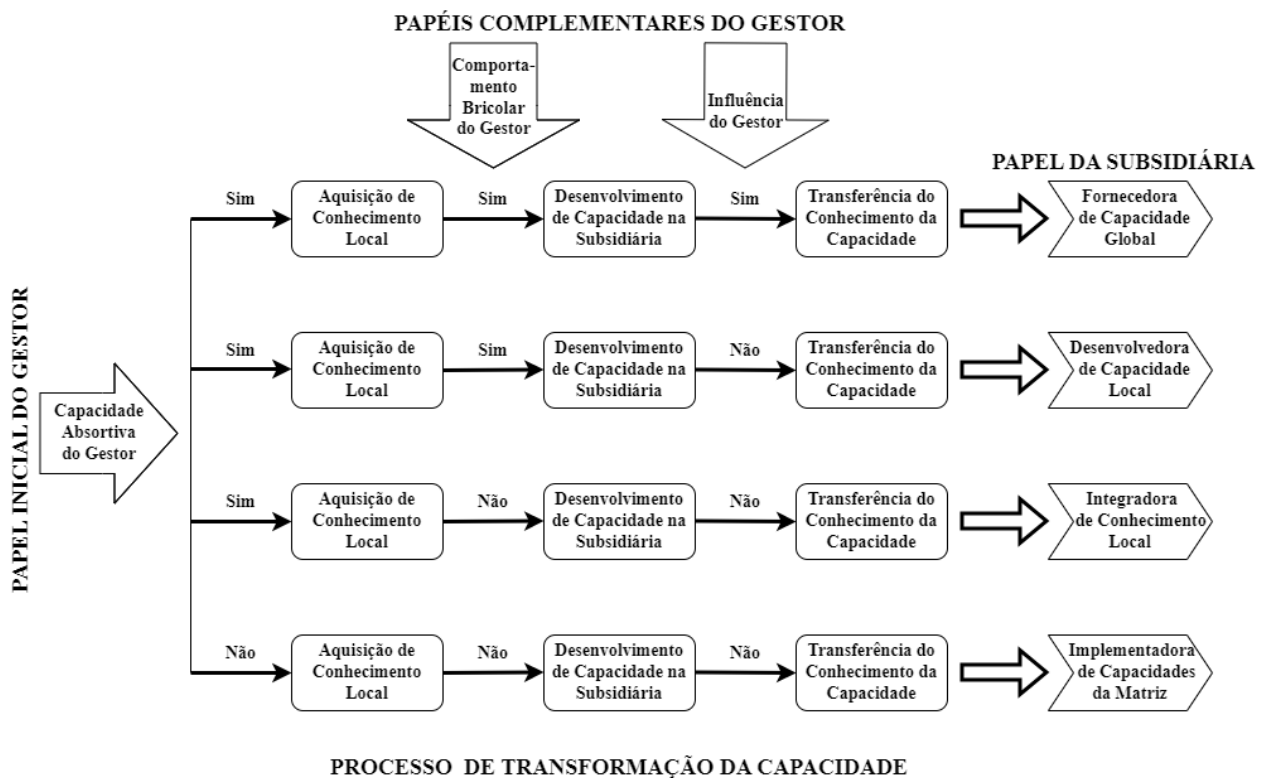 PAPÉIS COMPLEMENTARES DO GESTOR
Comporta-
mento
Bricolar
do Gestor
Influência
do Gestor
PAPEL DA SUBSIDIÁRIA
PAPEL INICIAL DO GESTOR
Capacidade
Absortiva
do Gestor
Sim
Aquisição de
Conhecimento
Local
Sim
Desenvolvimento
de Capacidade na
Subsidiária
Sim
Transferência do
Conhecimento da
Capacidade
Fornecedora
de Capacidade
Global
Sim
Aquisição de
Conhecimento
Local
Sim
Desenvolvimento
de Capacidade na
Subsidiária
Não
Transferência do
Conhecimento da
Capacidade
Desenvolvedora
de Capacidade
Local
Sim
Aquisição de
Conhecimento
Local
Não
Desenvolvimento
de Capacidade na
Subsidiária
Não
Transferência do
Conhecimento da
Capacidade
Integradora
de Conhecimento
Local
Não
Aquisição de
Conhecimento
Local
Não
Desenvolvimento
de Capacidade na
Subsidiária
Não
Transferência do
Conhecimento da
Capacidade
Implementadora
de Capacidades
da Matriz
PROCESSO DE TRANSFORMAÇÃO DA CAPACIDADE